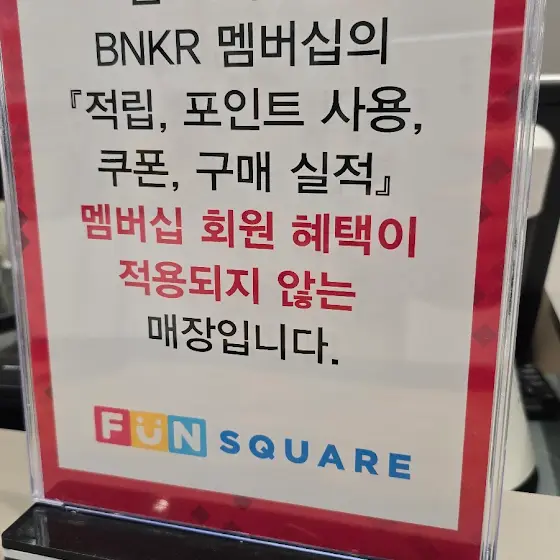 BNKR 멤버십의
『적립, 포인트 사용,
쿠폰, 구매 실적』
멤버십 회원 혜택이
적용되지 않는
매장입니다.
FUN SQUARE